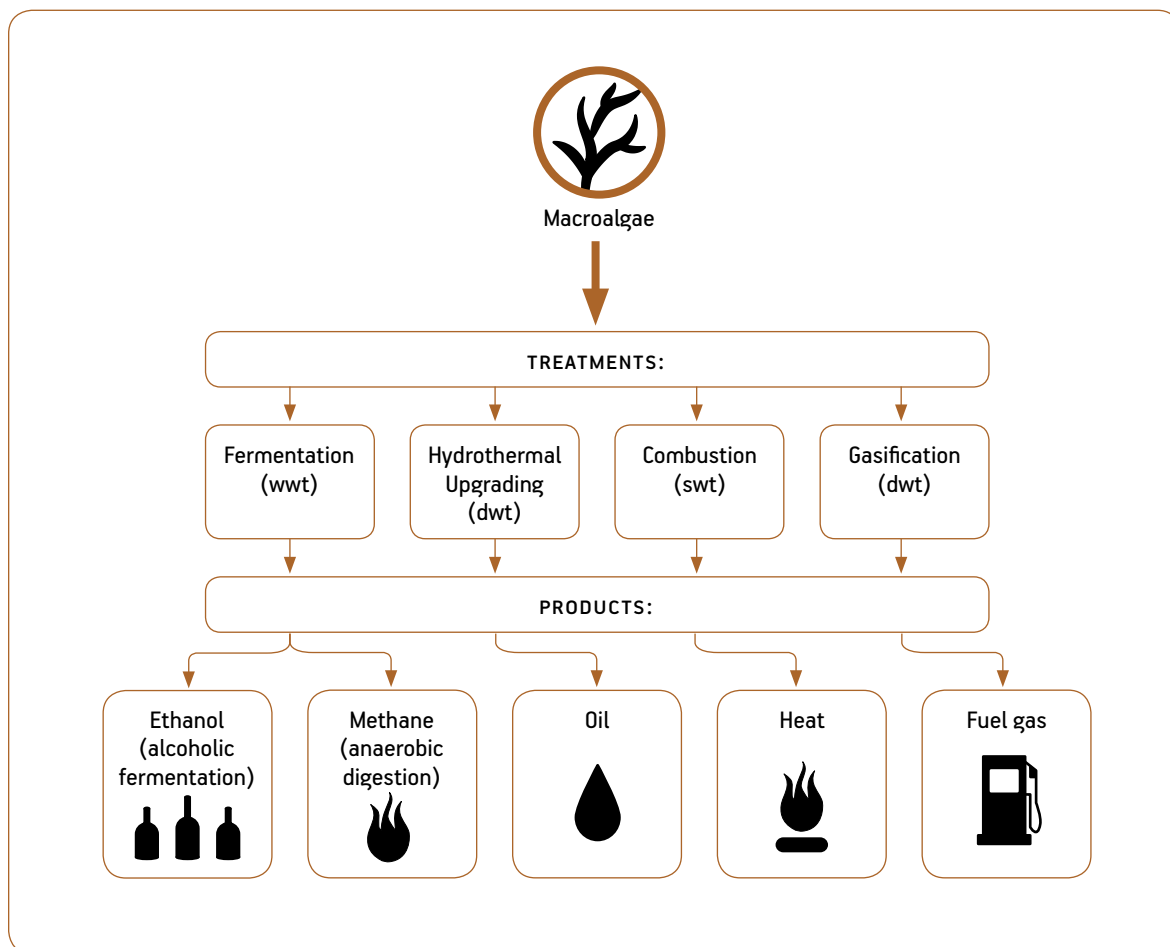 Macroalgae
TREATMENTS:
Fermentation
(wwt)
Hydrothermal
Upgrading
(dwt)
Combustion
(swt)
Gasification
(dwt)
PRODUCTS:
Ethanol
(alcoholic
fermentation)
Methane
(anaerobic
digestion)
Oil
Heat
Fuel gas